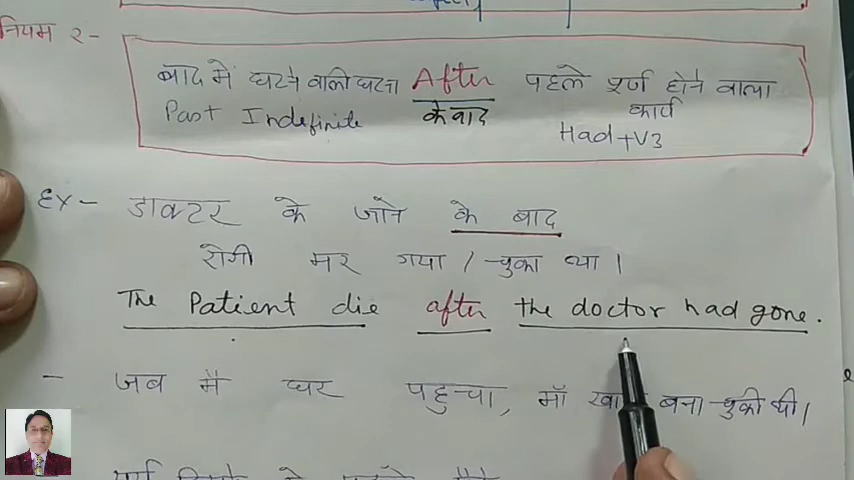 नियम २-
बाद में घटने वाली घटना After पहले पूर्ण होने वाला
Past Indefinite के बाद कार्य
Had+V3
Ex- डाक्टर के जाने के बाद
रोगी मर गया / चुका था।
The Patient die after the doctor had gone.
- जब मै घर पहुचा, माँ बना चुकी थी।